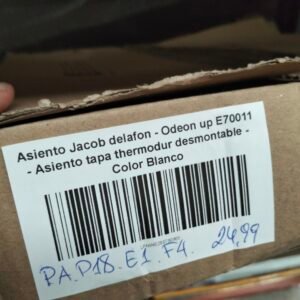 Asiento Jacob delafon - Odeon up E70011
- Asiento tapa thermodur desmontable -
Color Blanco
PA.P18.E1.F4. 24,99